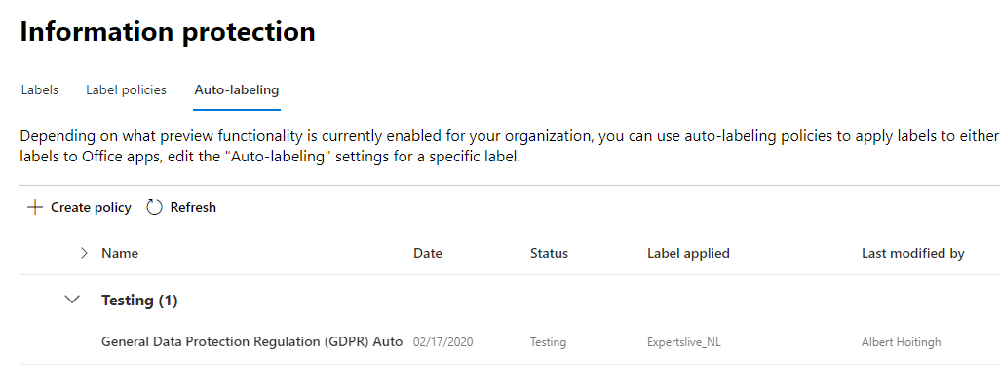 Information protection
Labels Label policies Auto-labeling
Depending on what preview functionality is currently enabled for your organization, you can use auto-labeling policies to apply labels to either
labels to Office apps, edit the "Auto-labeling" settings for a specific label.
Create policy Refresh
Name Date Status Label applied Last modified by
Testing (1)
General Data Protection Regulation (GDPR) Auto 02/17/2020 Testing Expertslive_NL Albert Hoitingh